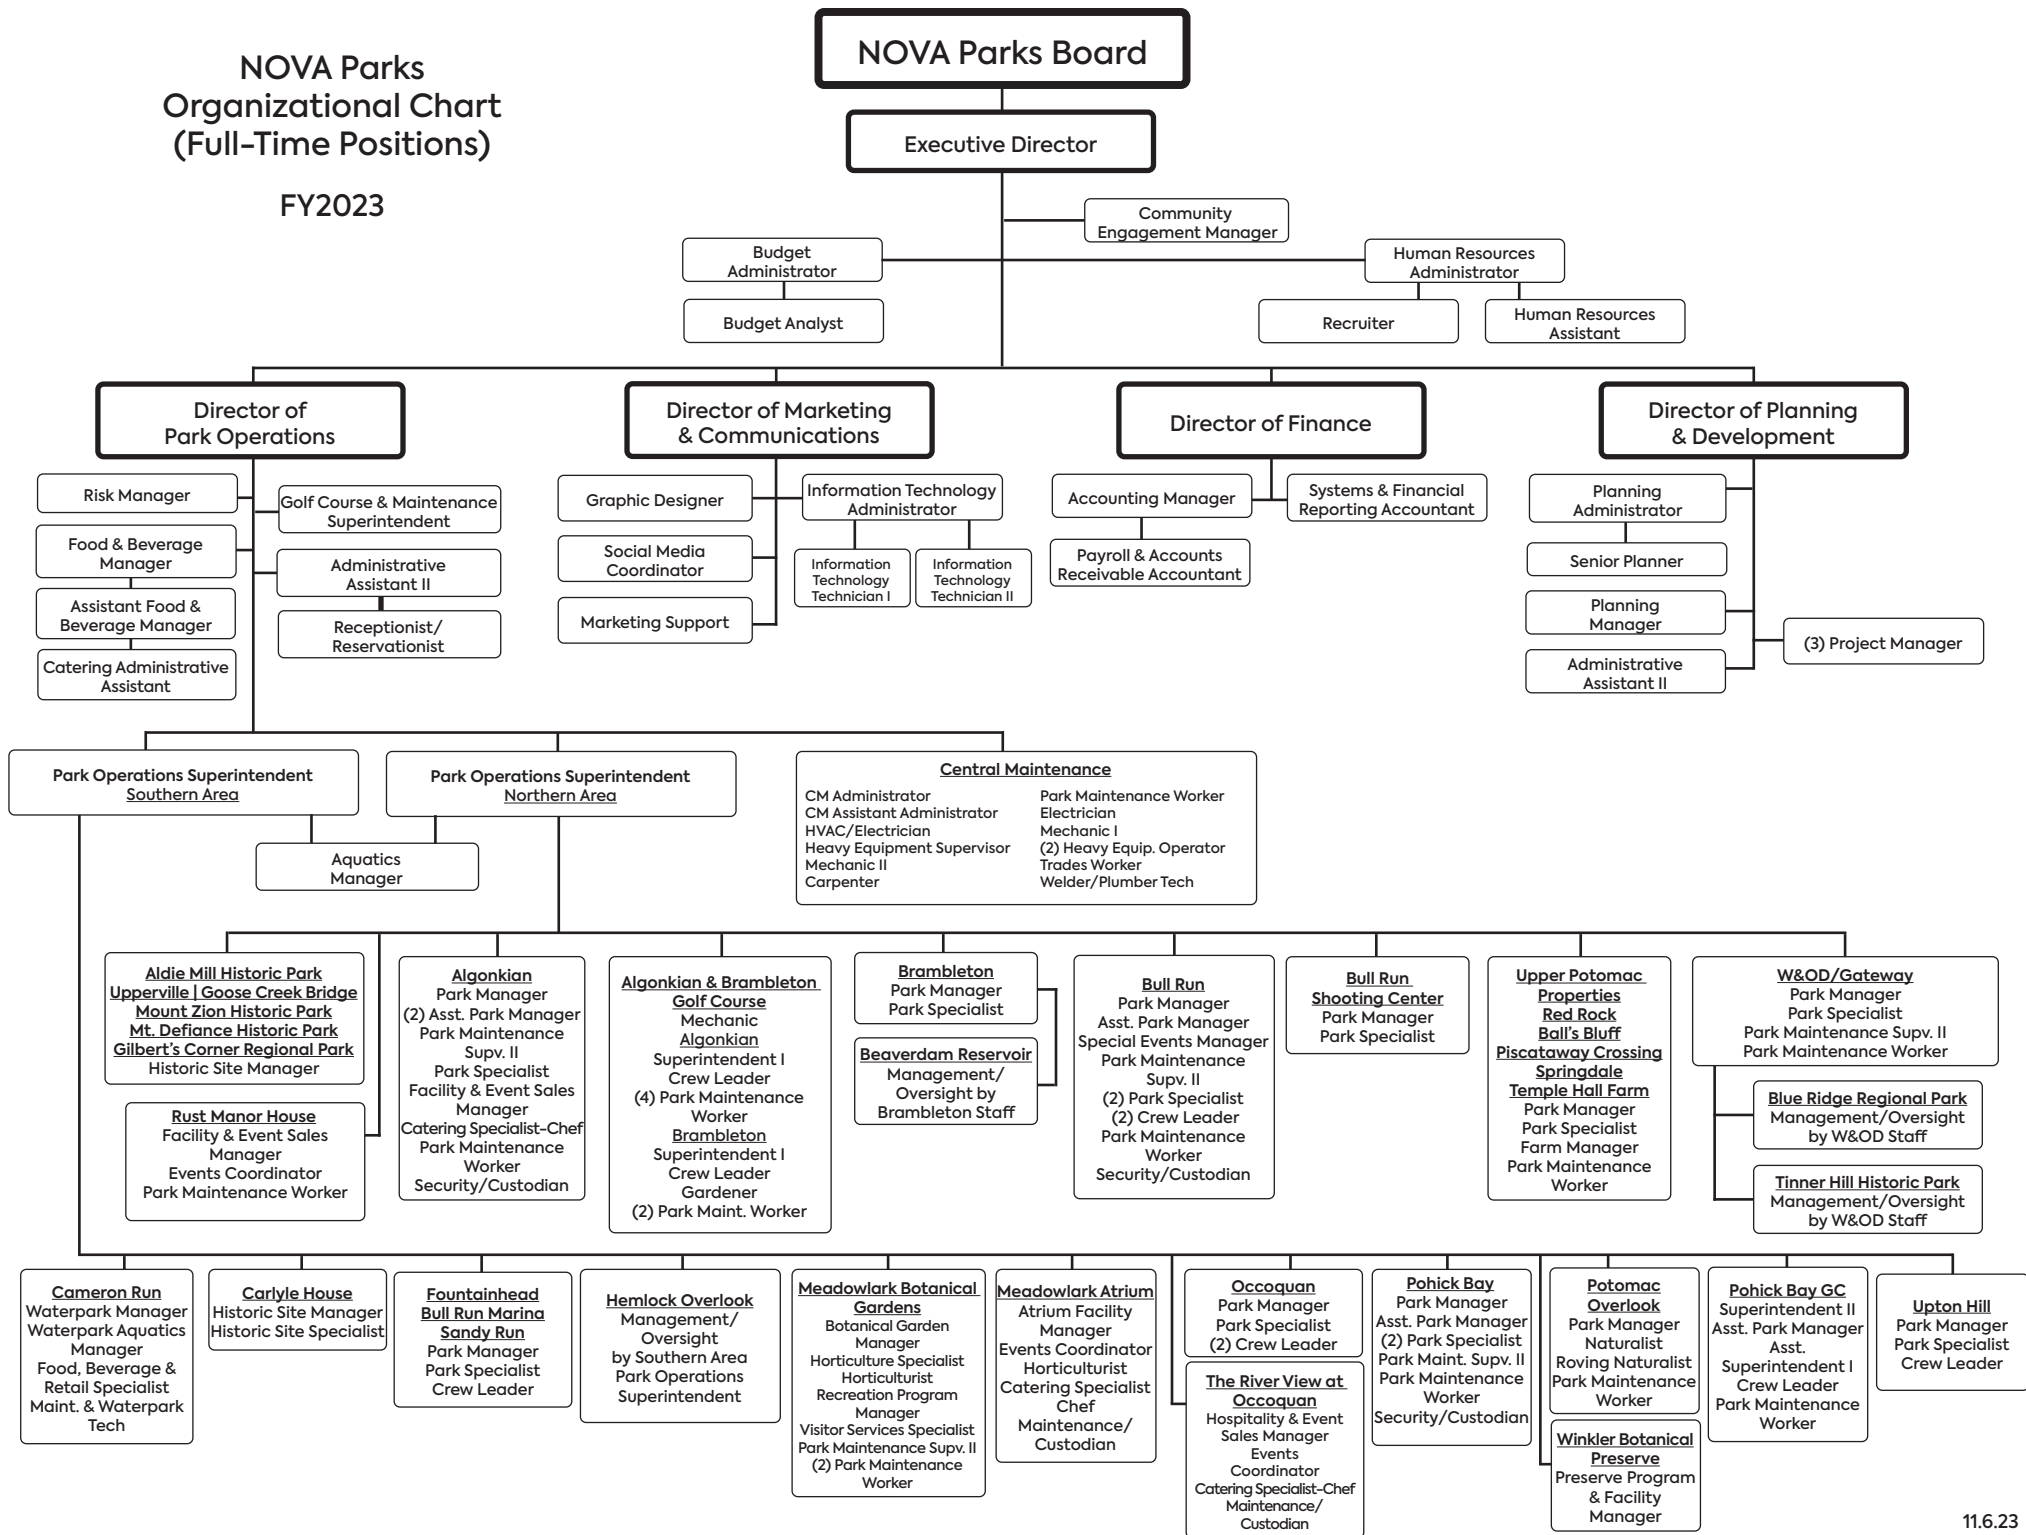 NOVA Parks
Organizational Chart
(Full-Time Positions)
FY2023
NOVA Parks Board
Executive Director
Community
Engagement Manager
Budget
Administrator
Human Resources
Administrator
Budget Analyst
Recruiter
Human Resources
Assistant
Director of
Park Operations
Director of Marketing
& Communications
Director of Finance
Director of Planning
& Development
Risk Manager
Golf Course & Maintenance
Superintendent
Food & Beverage
Manager
Administrative
Assistant II
Assistant Food &
Beverage Manager
Receptionist/
Reservationist
Catering Administrative
Assistant
Graphic Designer
Information Technology
Administrator
Social Media
Coordinator
Information
Technology
Technician I
Information
Technology
Technician II
Marketing Support
Accounting Manager
Systems & Financial
Reporting Accountant
Payroll & Accounts
Receivable Accountant
Planning
Administrator
Senior Planner
Planning
Manager
(3) Project Manager
Administrative
Assistant II
Park Operations Superintendent
Southern Area
Park Operations Superintendent
Northern Area
Aquatics
Manager
Central Maintenance
CM Administrator
CM Assistant Administrator
HVAC/Electrician
Heavy Equipment Supervisor
Mechanic II
Carpenter
Park Maintenance Worker
Electrician
Mechanic I
(2) Heavy Equip. Operator
Trades Worker
Welder/Plumber Tech
Aldie Mill Historic Park
Upperville | Goose Creek Bridge
Mount Zion Historic Park
Mt. Defiance Historic Park
Gilbert's Corner Regional Park
Historic Site Manager
Rust Manor House
Facility & Event Sales
Manager
Events Coordinator
Park Maintenance Worker
Algonkian
Park Manager
(2) Asst. Park Manager
Park Maintenance
Supv. II
Park Specialist
Facility & Event Sales
Manager
Catering Specialist-Chef
Park Maintenance
Worker
Security/Custodian
Algonkian & Brambleton
Golf Course
Mechanic
Algonkian
Superintendent I
Crew Leader
(4) Park Maintenance
Worker
Brambleton
Superintendent I
Crew Leader
Gardener
(2) Park Maint. Worker
Brambleton
Park Manager
Park Specialist
Beaverdam Reservoir
Management/
Oversight by
Brambleton Staff
Bull Run
Park Manager
Asst. Park Manager
Special Events Manager
Park Maintenance
Supv. II
(2) Park Specialist
(2) Crew Leader
Park Maintenance
Worker
Security/Custodian
Bull Run
Shooting Center
Park Manager
Park Specialist
Upper Potomac
Properties
Red Rock
Ball's Bluff
Piscataway Crossing
Springdale
Temple Hall Farm
Park Manager
Park Specialist
Farm Manager
Park Maintenance
Worker
W&OD/Gateway
Park Manager
Park Specialist
Park Maintenance Supv. II
Park Maintenance Worker
Blue Ridge Regional Park
Management/Oversight
by W&OD Staff
Tinner Hill Historic Park
Management/Oversight
by W&OD Staff
Cameron Run
Waterpark Manager
Waterpark Aquatics
Manager
Food, Beverage &
Retail Specialist
Maint. & Waterpark
Tech
Carlyle House
Historic Site Manager
Historic Site Specialist
Fountainhead
Bull Run Marina
Sandy Run
Park Manager
Park Specialist
Crew Leader
Hemlock Overlook
Management/
Oversight
by Southern Area
Park Operations
Superintendent
Meadowlark Botanical
Gardens
Botanical Garden
Manager
Horticulture Specialist
Horticulturist
Recreation Program
Manager
Visitor Services Specialist
Park Maintenance Supv. II
(2) Park Maintenance
Worker
Meadowlark Atrium
Atrium Facility
Manager
Events Coordinator
Horticulturist
Catering Specialist
Chef
Maintenance/
Custodian
Occoquan
Park Manager
Park Specialist
(2) Crew Leader
The River View at
Occoquan
Hospitality & Event
Sales Manager
Events
Coordinator
Catering Specialist-Chef
Maintenance/
Custodian
Pohick Bay
Park Manager
Asst. Park Manager
(2) Park Specialist
Park Maint. Supv. II
Park Maintenance
Worker
Security/Custodian
Potomac
Overlook
Park Manager
Naturalist
Roving Naturalist
Park Maintenance
Worker
Winkler Botanical
Preserve
Preserve Program
& Facility
Manager
Pohick Bay GC
Superintendent II
Asst. Park Manager
Asst.
Superintendent I
Crew Leader
Park Maintenance
Worker
Upton Hill
Park Manager
Park Specialist
Crew Leader
11.6.23